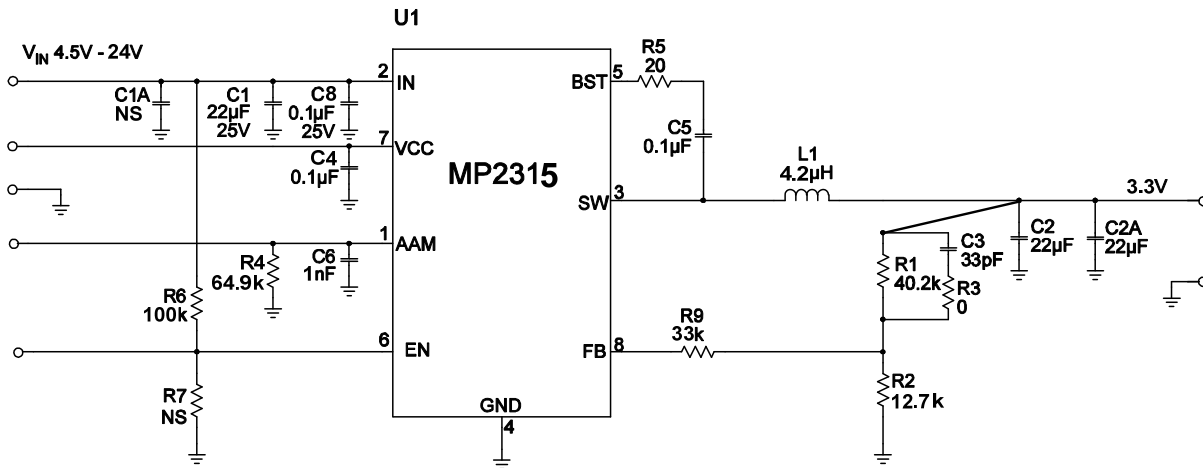 U1
V_IN 4.5V - 24V
C1A
NS
C1
22µF
25V
C8
0.1µF
25V
2
IN
7
VCC
C4
0.1µF
1
AAM
C6
1nF
R4
64.9k
R6
100k
6
EN
R7
NS
MP2315
GND
4
BST
5
R5
20
C5
0.1µF
SW
3
L1
4.2µH
3.3V
C2
22µF
C2A
22µF
C3
33pF
R1
40.2k
R3
0
R9
33k
FB
8
R2
12.7k